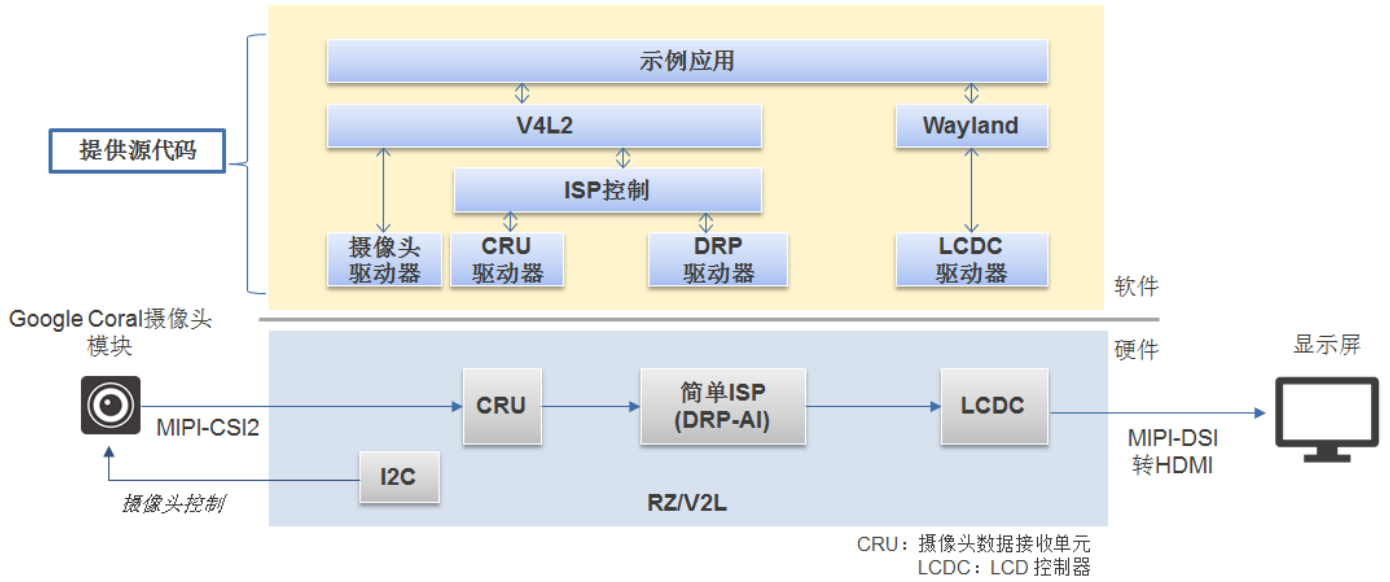 示例应用
V4L2
Wayland
提供源代码
ISP控制
摄像头
驱动器
CRU
驱动器
DRP
驱动器
LCDC
驱动器
软件
Google Coral摄像头
模块
硬件
显示屏
CRU
简单ISP
(DRP-AI)
LCDC
MIPI-CSI2
MIPI-DSI
转HDMI
I2C
摄像头控制
RZ/V2L
CRU：摄像头数据接收单元
LCDC：LCD 控制器